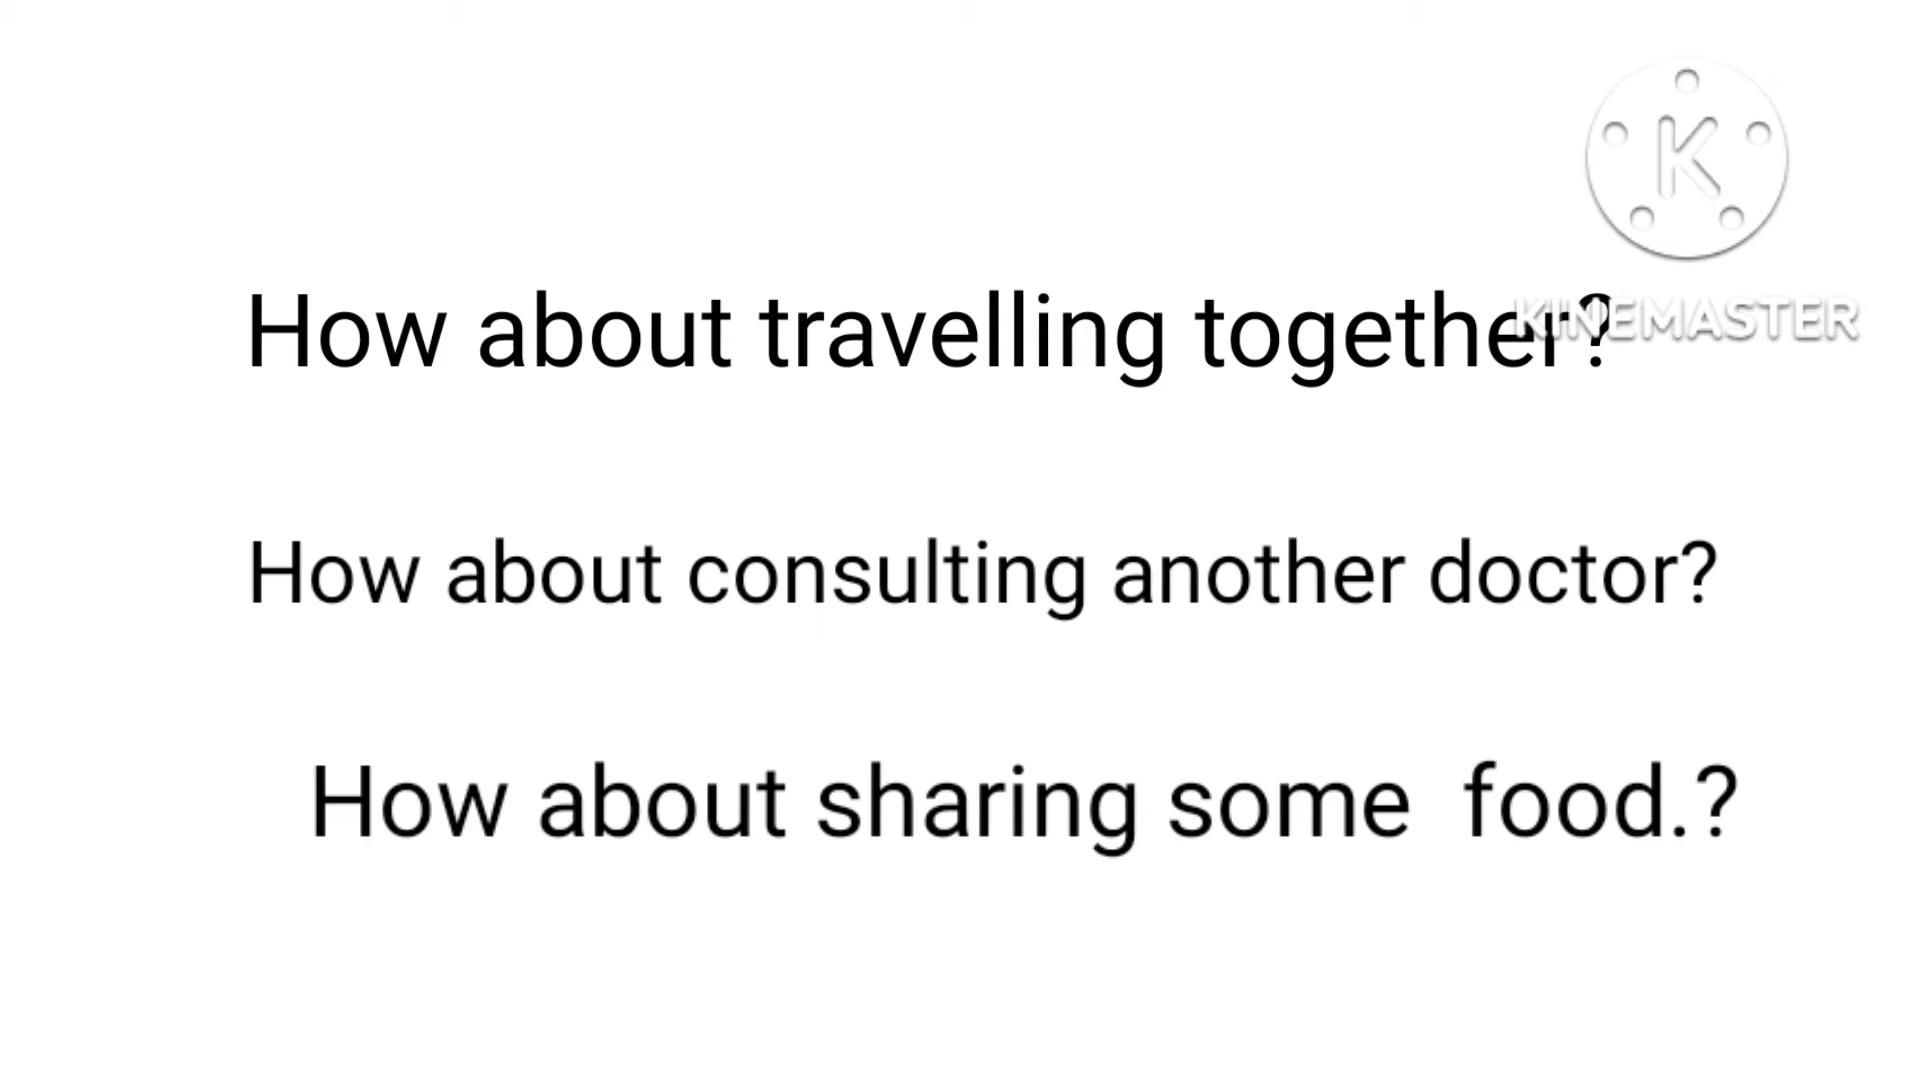 K
KINEMASTER
How about travelling together?
How about consulting another doctor?
How about sharing some  food.?